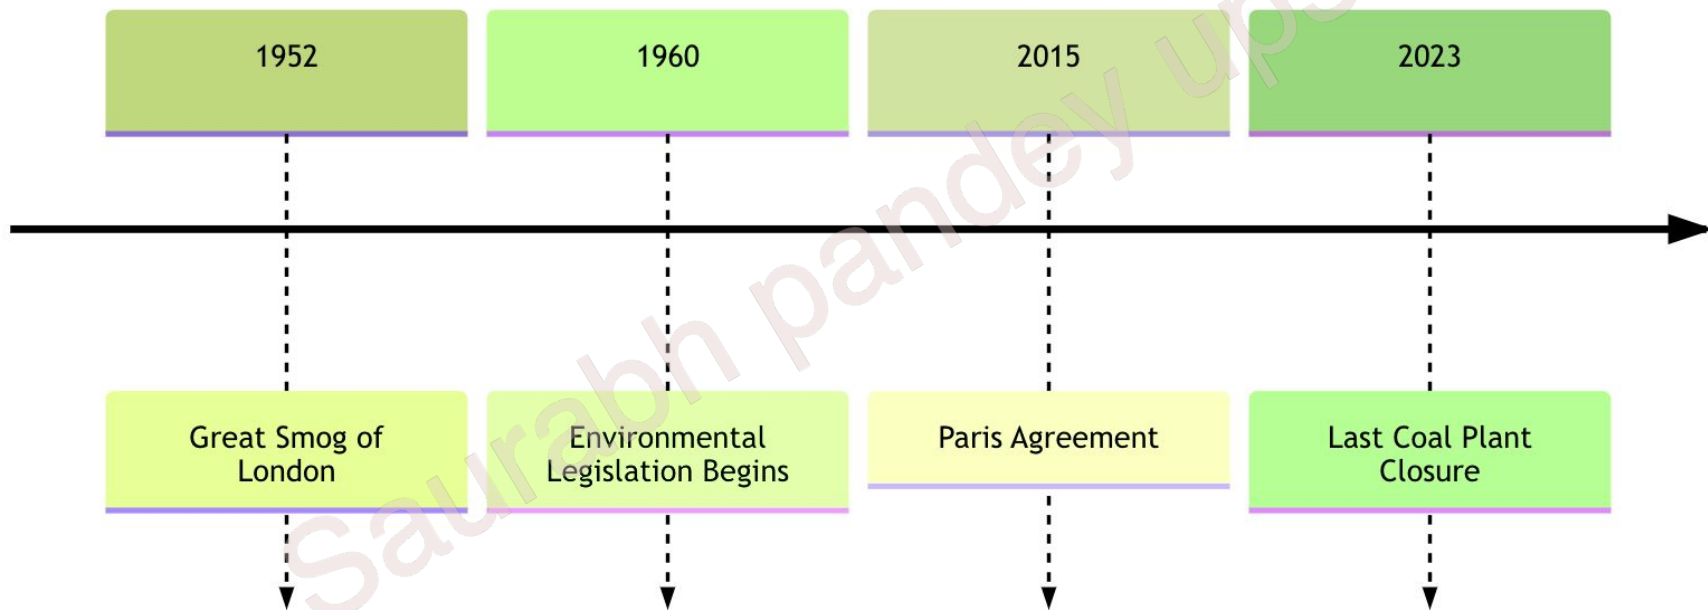 1952
1960
2015
2023
Great Smog of
London
Environmental
Legislation Begins
Paris Agreement
Last Coal Plant
Closure
Saurabh pandey